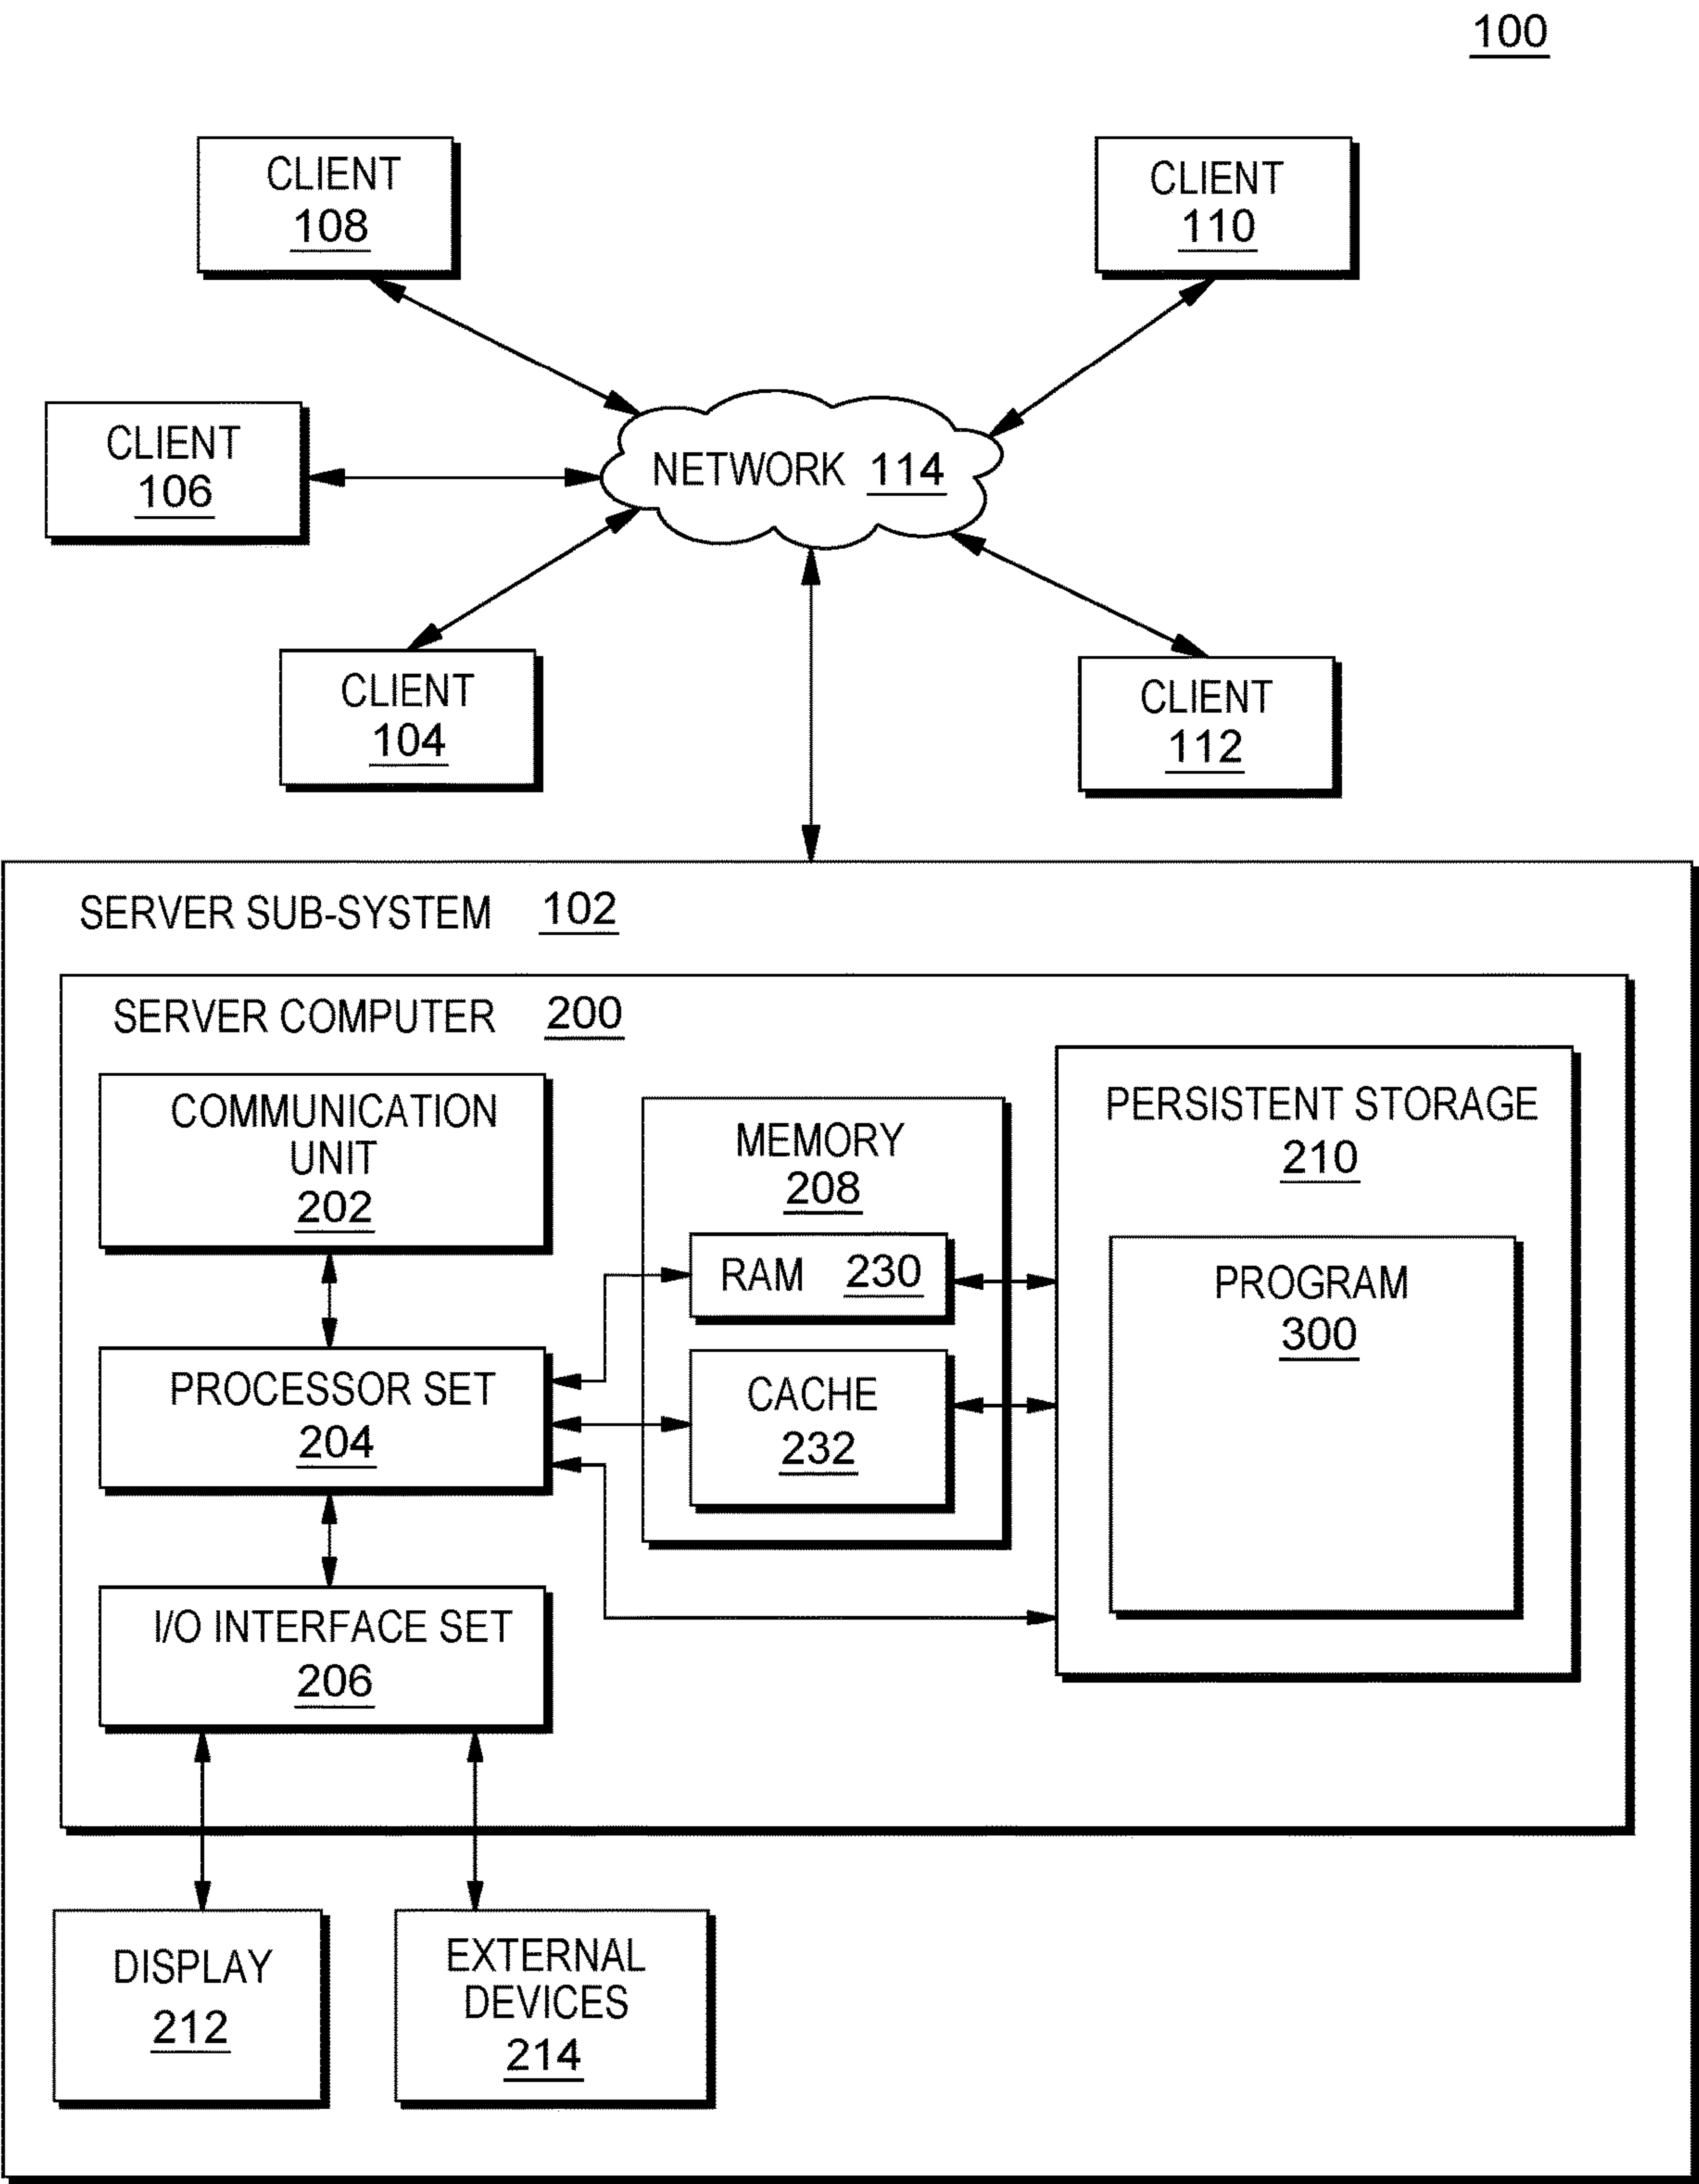 100
CLIENT
108
CLIENT
110
CLIENT
106
NETWORK 114
CLIENT
104
CLIENT
112
SERVER SUB-SYSTEM 102
SERVER COMPUTER 200
COMMUNICATION
UNIT
202
PROCESSOR SET
204
I/O INTERFACE SET
206
MEMORY
208
RAM 230
CACHE
232
PERSISTENT STORAGE
210
PROGRAM
300
DISPLAY
212
EXTERNAL
DEVICES
214